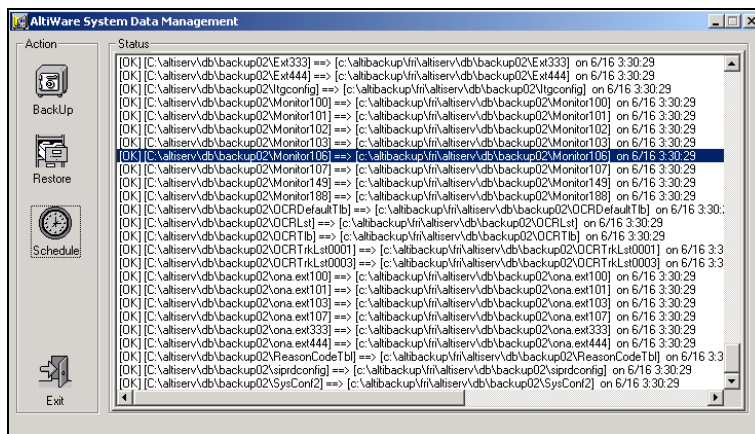 AltiWare System Data Management
Action
Status
BackUp
Restore
Schedule
Exit
[OK] [C:\altiserv\db\backup02\Ext333] ==> [c:\altibackup\fri\altiserv\db\backup02\Ext333] on 6/16 3:30:29
[OK] [C:\altiserv\db\backup02\Ext444] ==> [c:\altibackup\fri\altiserv\db\backup02\Ext444] on 6/16 3:30:29
[OK] [C:\altiserv\db\backup02\Itgconfig] ==> [c:\altibackup\fri\altiserv\db\backup02\Itgconfig] on 6/16 3:30:29
[OK] [C:\altiserv\db\backup02\Monitor100] ==> [c:\altibackup\fri\altiserv\db\backup02\Monitor100] on 6/16 3:30:29
[OK] [C:\altiserv\db\backup02\Monitor101] ==> [c:\altibackup\fri\altiserv\db\backup02\Monitor101] on 6/16 3:30:29
[OK] [C:\altiserv\db\backup02\Monitor102] ==> [c:\altibackup\fri\altiserv\db\backup02\Monitor102] on 6/16 3:30:29
[OK] [C:\altiserv\db\backup02\Monitor103] ==> [c:\altibackup\fri\altiserv\db\backup02\Monitor103] on 6/16 3:30:29
[OK] [C:\altiserv\db\backup02\Monitor106] ==> [c:\altibackup\fri\altiserv\db\backup02\Monitor106] on 6/16 3:30:29
[OK] [C:\altiserv\db\backup02\Monitor107] ==> [c:\altibackup\fri\altiserv\db\backup02\Monitor107] on 6/16 3:30:29
[OK] [C:\altiserv\db\backup02\Monitor149] ==> [c:\altibackup\fri\altiserv\db\backup02\Monitor149] on 6/16 3:30:29
[OK] [C:\altiserv\db\backup02\Monitor188] ==> [c:\altibackup\fri\altiserv\db\backup02\Monitor188] on 6/16 3:30:29
[OK] [C:\altiserv\db\backup02\OCRDefaultTlb] ==> [c:\altibackup\fri\altiserv\db\backup02\OCRDefaultTlb] on 6/16 3:30:
[OK] [C:\altiserv\db\backup02\OCRLst] ==> [c:\altibackup\fri\altiserv\db\backup02\OCRLst] on 6/16 3:30:29
[OK] [C:\altiserv\db\backup02\OCRTlb] ==> [c:\altibackup\fri\altiserv\db\backup02\OCRTlb] on 6/16 3:30:29
[OK] [C:\altiserv\db\backup02\OCRTrkLst0001] ==> [c:\altibackup\fri\altiserv\db\backup02\OCRTrkLst0001] on 6/16 3:3
[OK] [C:\altiserv\db\backup02\OCRTrkLst0003] ==> [c:\altibackup\fri\altiserv\db\backup02\OCRTrkLst0003] on 6/16 3:3
[OK] [C:\altiserv\db\backup02\ona.ext100] ==> [c:\altibackup\fri\altiserv\db\backup02\ona.ext100] on 6/16 3:30:29
[OK] [C:\altiserv\db\backup02\ona.ext101] ==> [c:\altibackup\fri\altiserv\db\backup02\ona.ext101] on 6/16 3:30:29
[OK] [C:\altiserv\db\backup02\ona.ext103] ==> [c:\altibackup\fri\altiserv\db\backup02\ona.ext103] on 6/16 3:30:29
[OK] [C:\altiserv\db\backup02\ona.ext107] ==> [c:\altibackup\fri\altiserv\db\backup02\ona.ext107] on 6/16 3:30:29
[OK] [C:\altiserv\db\backup02\ona.ext333] ==> [c:\altibackup\fri\altiserv\db\backup02\ona.ext333] on 6/16 3:30:29
[OK] [C:\altiserv\db\backup02\ona.ext444] ==> [c:\altibackup\fri\altiserv\db\backup02\ona.ext444] on 6/16 3:30:29
[OK] [C:\altiserv\db\backup02\ReasonCodeTbl] ==> [c:\altibackup\fri\altiserv\db\backup02\ReasonCodeTbl] on 6/16 3:3
[OK] [C:\altiserv\db\backup02\siprdconfig] ==> [c:\altibackup\fri\altiserv\db\backup02\siprdconfig] on 6/16 3:30:29
[OK] [C:\altiserv\db\backup02\SysConf2] ==> [c:\altibackup\fri\altiserv\db\backup02\SysConf2] on 6/16 3:30:29